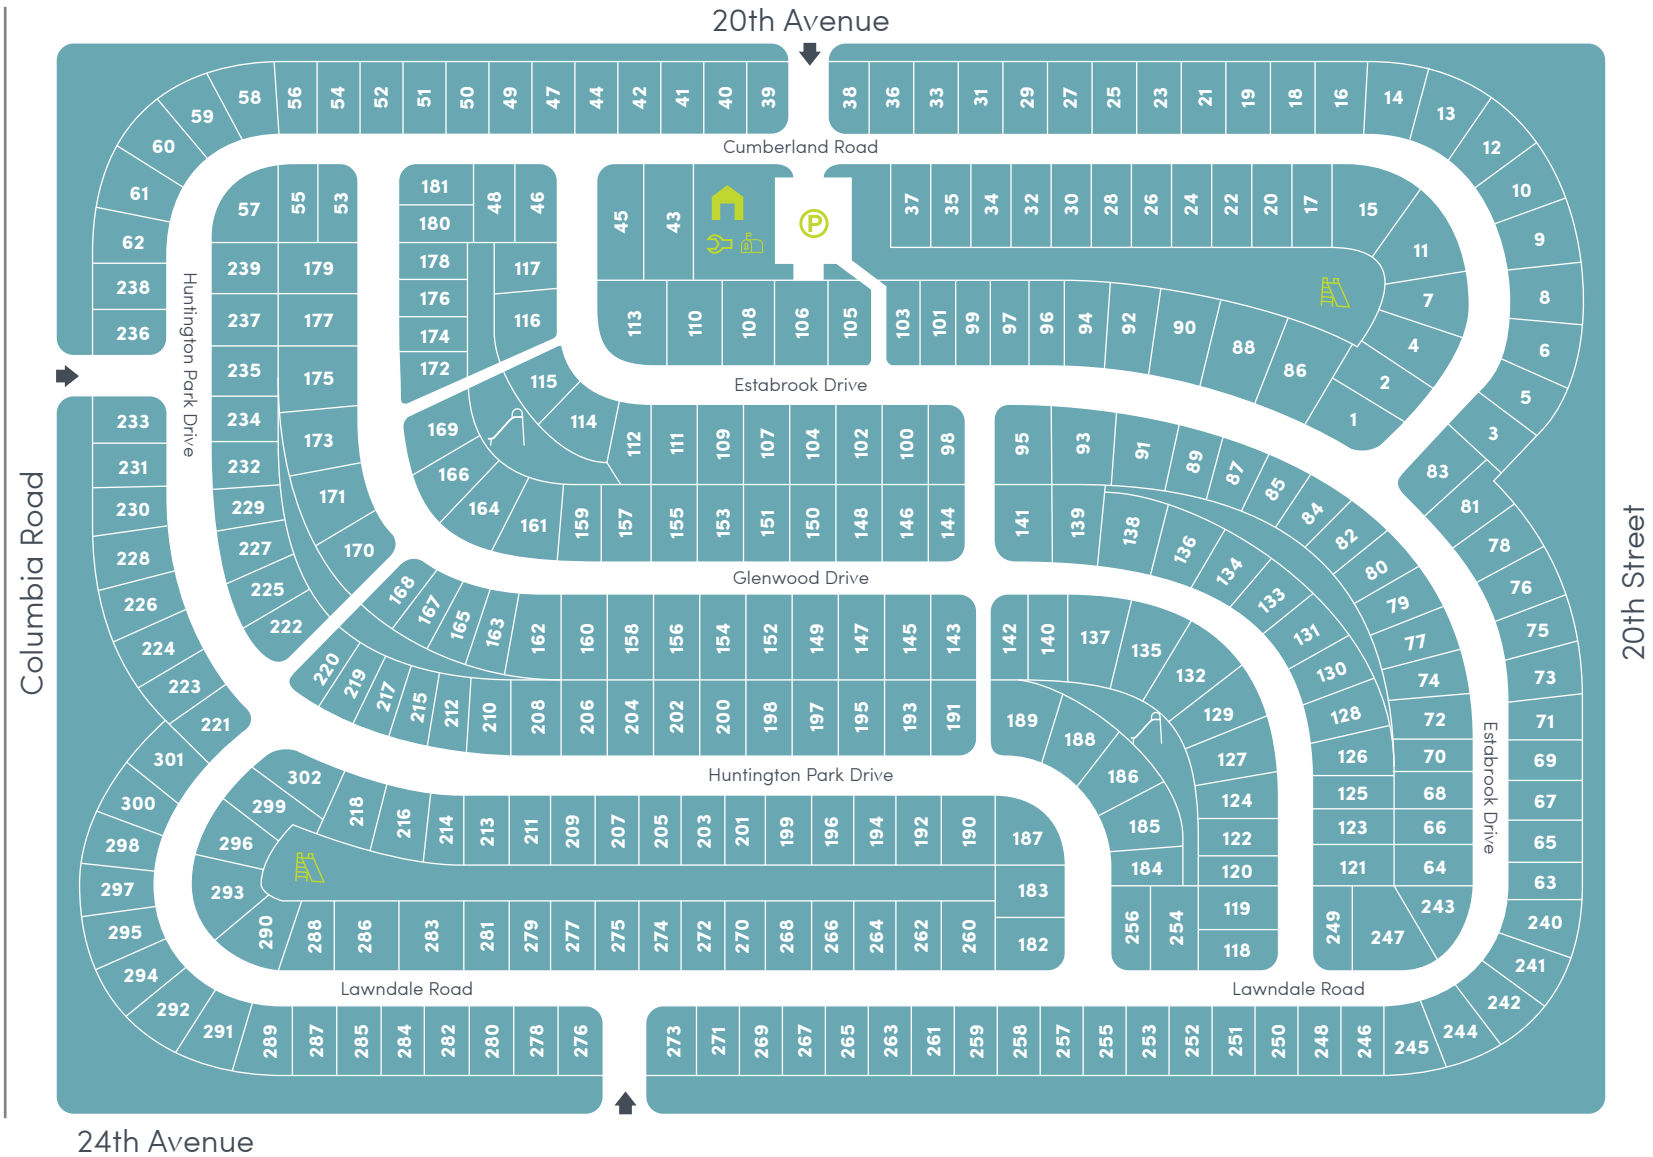 20th Avenue
58 56 54 52 51 50 49 47 44 42 41 40 39 38 36 33 31 29 27 25 23 21 19 18 16 14
59 13
60 12
61 10
62 9
238 8
236 6
Cumberland Road
57 55 53 181 48 46 45 43 P 37 35 34 32 30 28 26 24 22 20 17 15
180
239 179 178 117 11
176 7
237 177 174 116 113 110 108 106 105 103 101 99 97 96 94 92 90 88 86 4
235 175 172 115 2
Huntington Park Drive
Estabrook Drive
1
5
3
233 234 173 169 114 112 111 109 107 104 102 100 98 95 93 91 89 87 85 84 82 83
231 232 166 81
230 229 171 164 161 159 157 155 153 151 150 148 146 144 141 139 138 136 134 133 131 130 128
228 227 170 80 78
226 225 79 76
224 222 77 75
223 74 73
221 72 71
Glenwood Drive
168 167 165 163 162 160 158 156 154 152 149 147 145 143 142 140 137 135 132
220 219 217 215 212 210 208 206 204 202 200 198 197 195 193 191 189 188 129
Columbia Road
20th Street
Huntington Park Drive
Estabrook Drive
301 302 186 127 126 70 69
300 299 218 216 214 213 211 209 207 205 203 201 199 196 194 192 190 187 185 124 125 68 67
298 296 122 123 66 65
297 293 183 184 120 121 64 63
295 290 288 286 283 281 279 277 275 274 272 270 268 266 264 262 260 182 256 254 119 249 247 243 240
118
294 241
292 242
291 244
Lawndale Road
Lawndale Road
289 287 285 284 282 280 278 276 273 271 269 267 265 263 261 259 258 257 255 253 252 251 250 248 246 245
24th Avenue